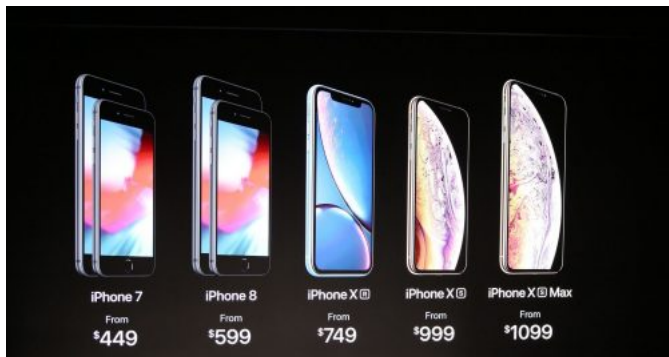 iPhone 7
From
$449
iPhone 8
From
$599
iPhone XR
From
$749
iPhone XS
From
$999
iPhone XS Max
From
$1099